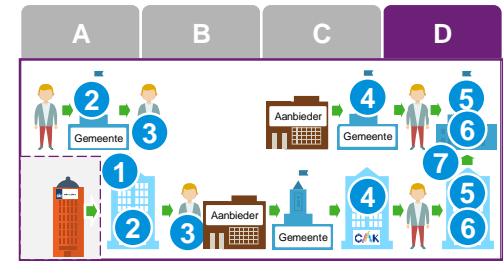 A B C D
2 4 5
Aanbieder
Gemeente 3 Gemeente 6
1 7
4 5
2 3 Aanbieder
Gemeente CAK 6